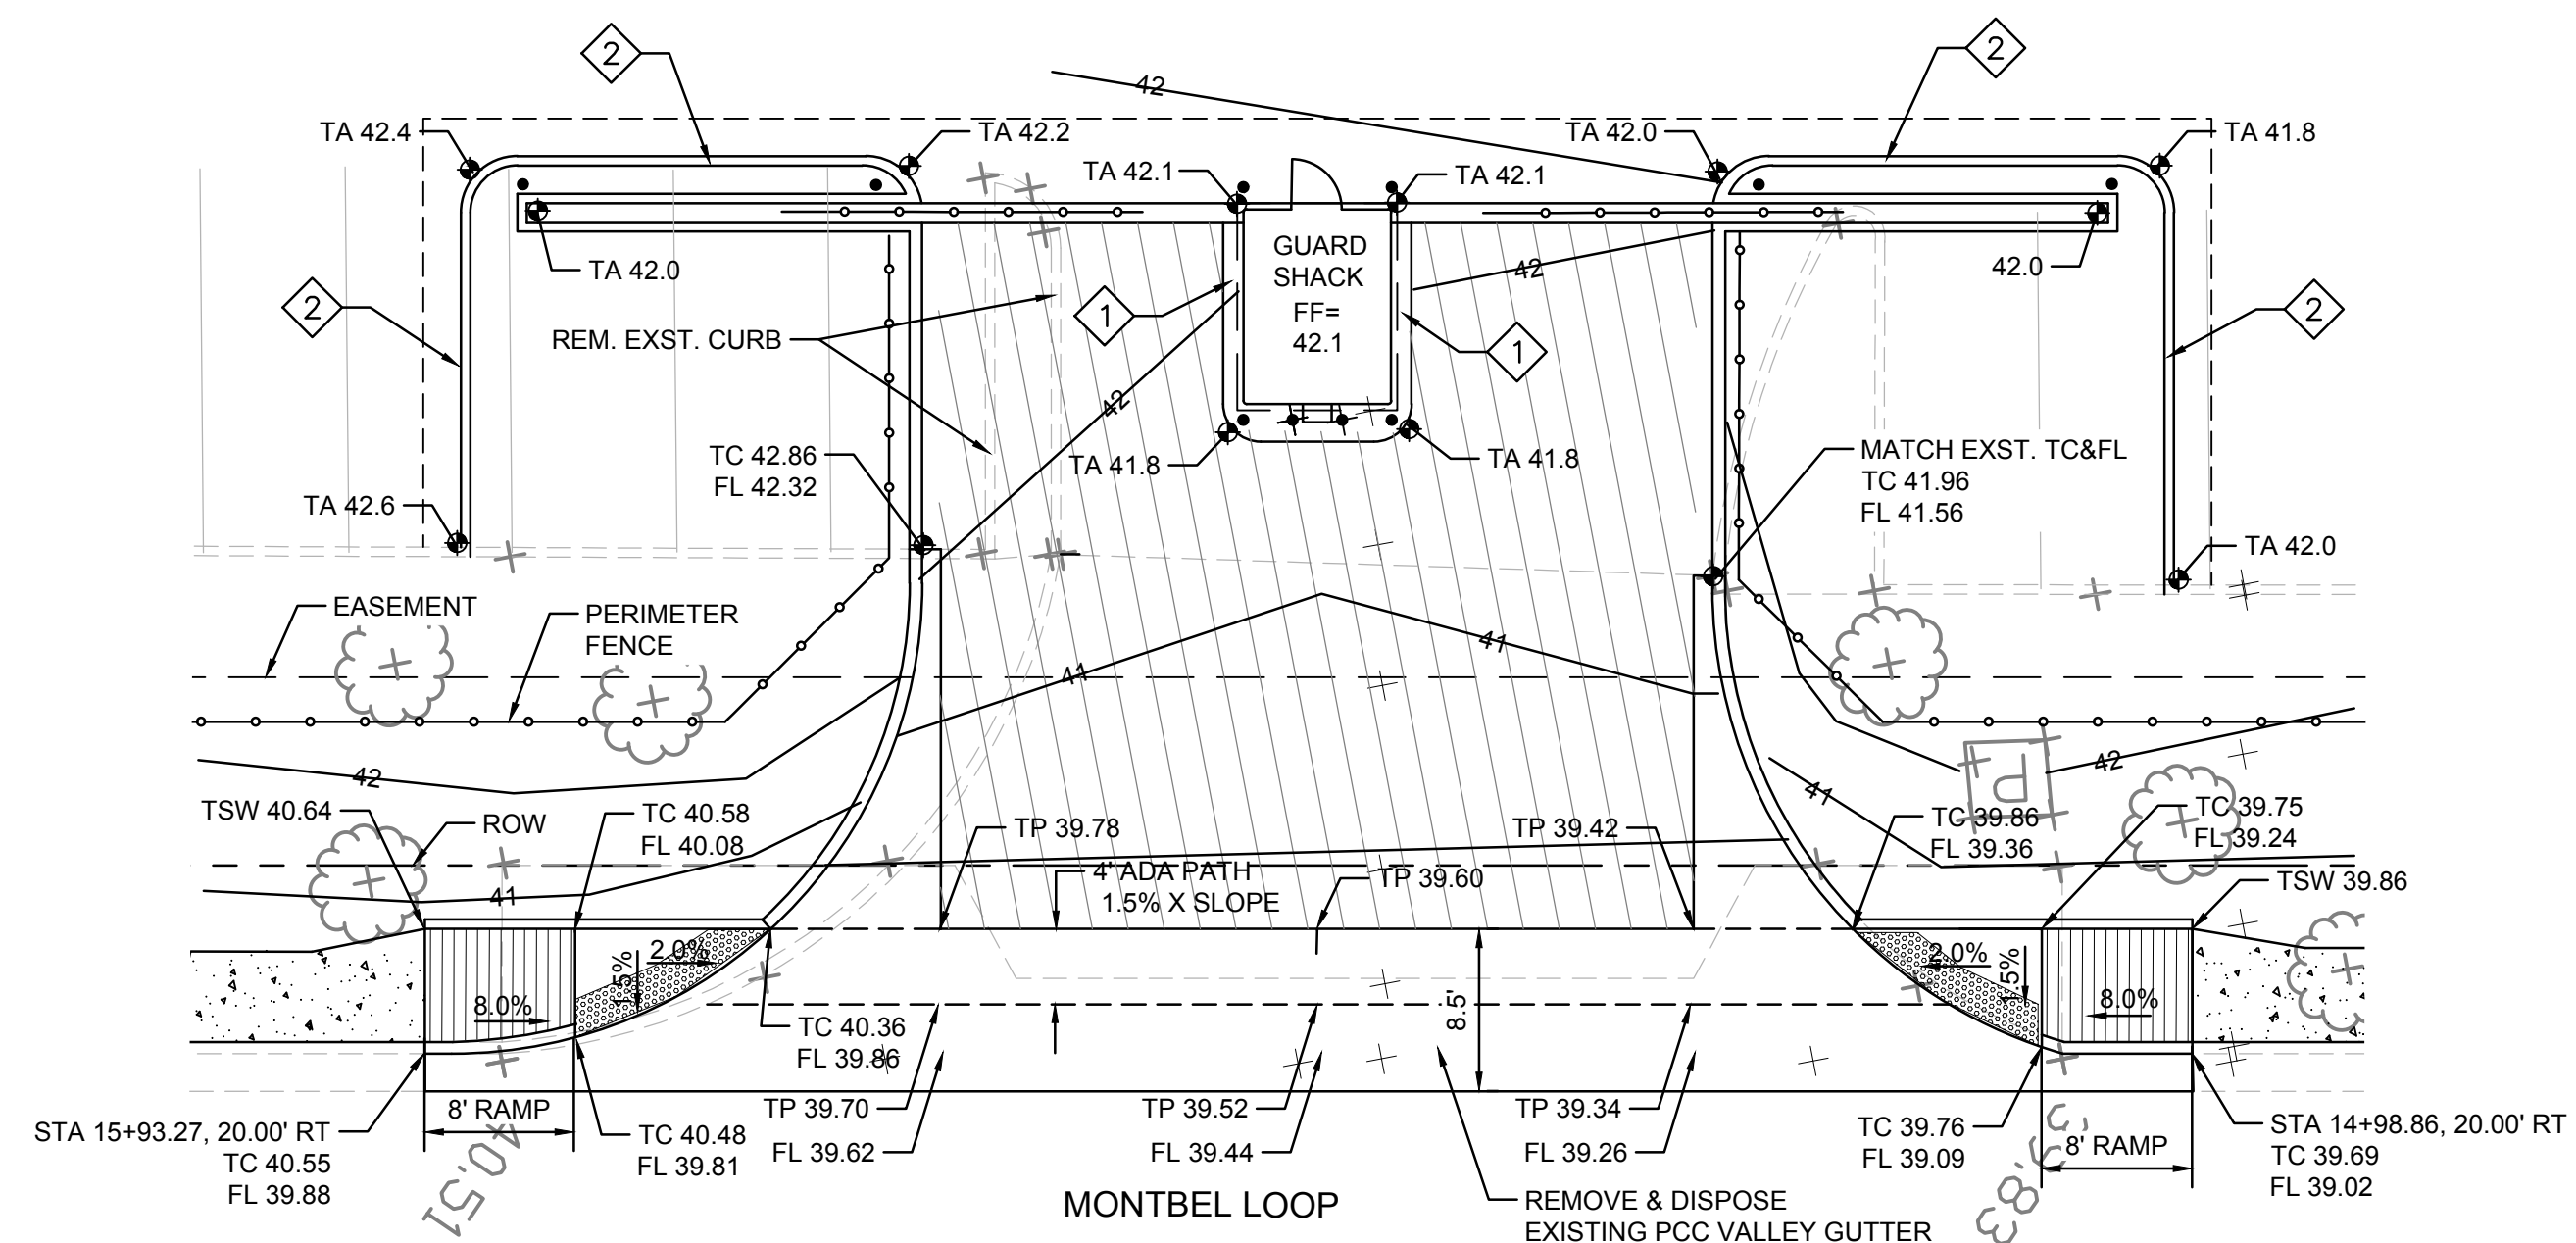 2
2
42
TA 42.4
TA 42.2
TA 42.0
TA 41.8
TA 42.1
TA 42.1
GUARD
SHACK
FF=
42.1
TA 42.0
42
42.0
2
1
2
REM. EXST. CURB
1
42
TC 42.86
FL 42.32
TA 41.8
TA 41.8
MATCH EXST. TC&FL
TC 41.96
FL 41.56
TA 42.6
TA 42.0
EASEMENT
PERIMETER
FENCE
41
41
42
42
41
P
TSW 40.64
ROW
TC 40.58
FL 40.08
TP 39.78
TP 39.42
TC 39.86
FL 39.36
TC 39.75
FL 39.24
4' ADA PATH
1.5% X SLOPE
TP 39.60
TSW 39.86
41
2.0%
1.5%
8.0%
2.0%
1.5%
8.0%
8.5'
TC 40.36
FL 39.86
8' RAMP
TP 39.70
TP 39.52
TP 39.34
FL 39.62
FL 39.44
FL 39.26
STA 15+93.27, 20.00' RT
TC 40.55
FL 39.88
TC 40.48
FL 39.81
TC 39.76
FL 39.09
8' RAMP
STA 14+98.86, 20.00' RT
TC 39.69
FL 39.02
40.51
39.83
MONTBEL LOOP
REMOVE & DISPOSE
EXISTING PCC VALLEY GUTTER